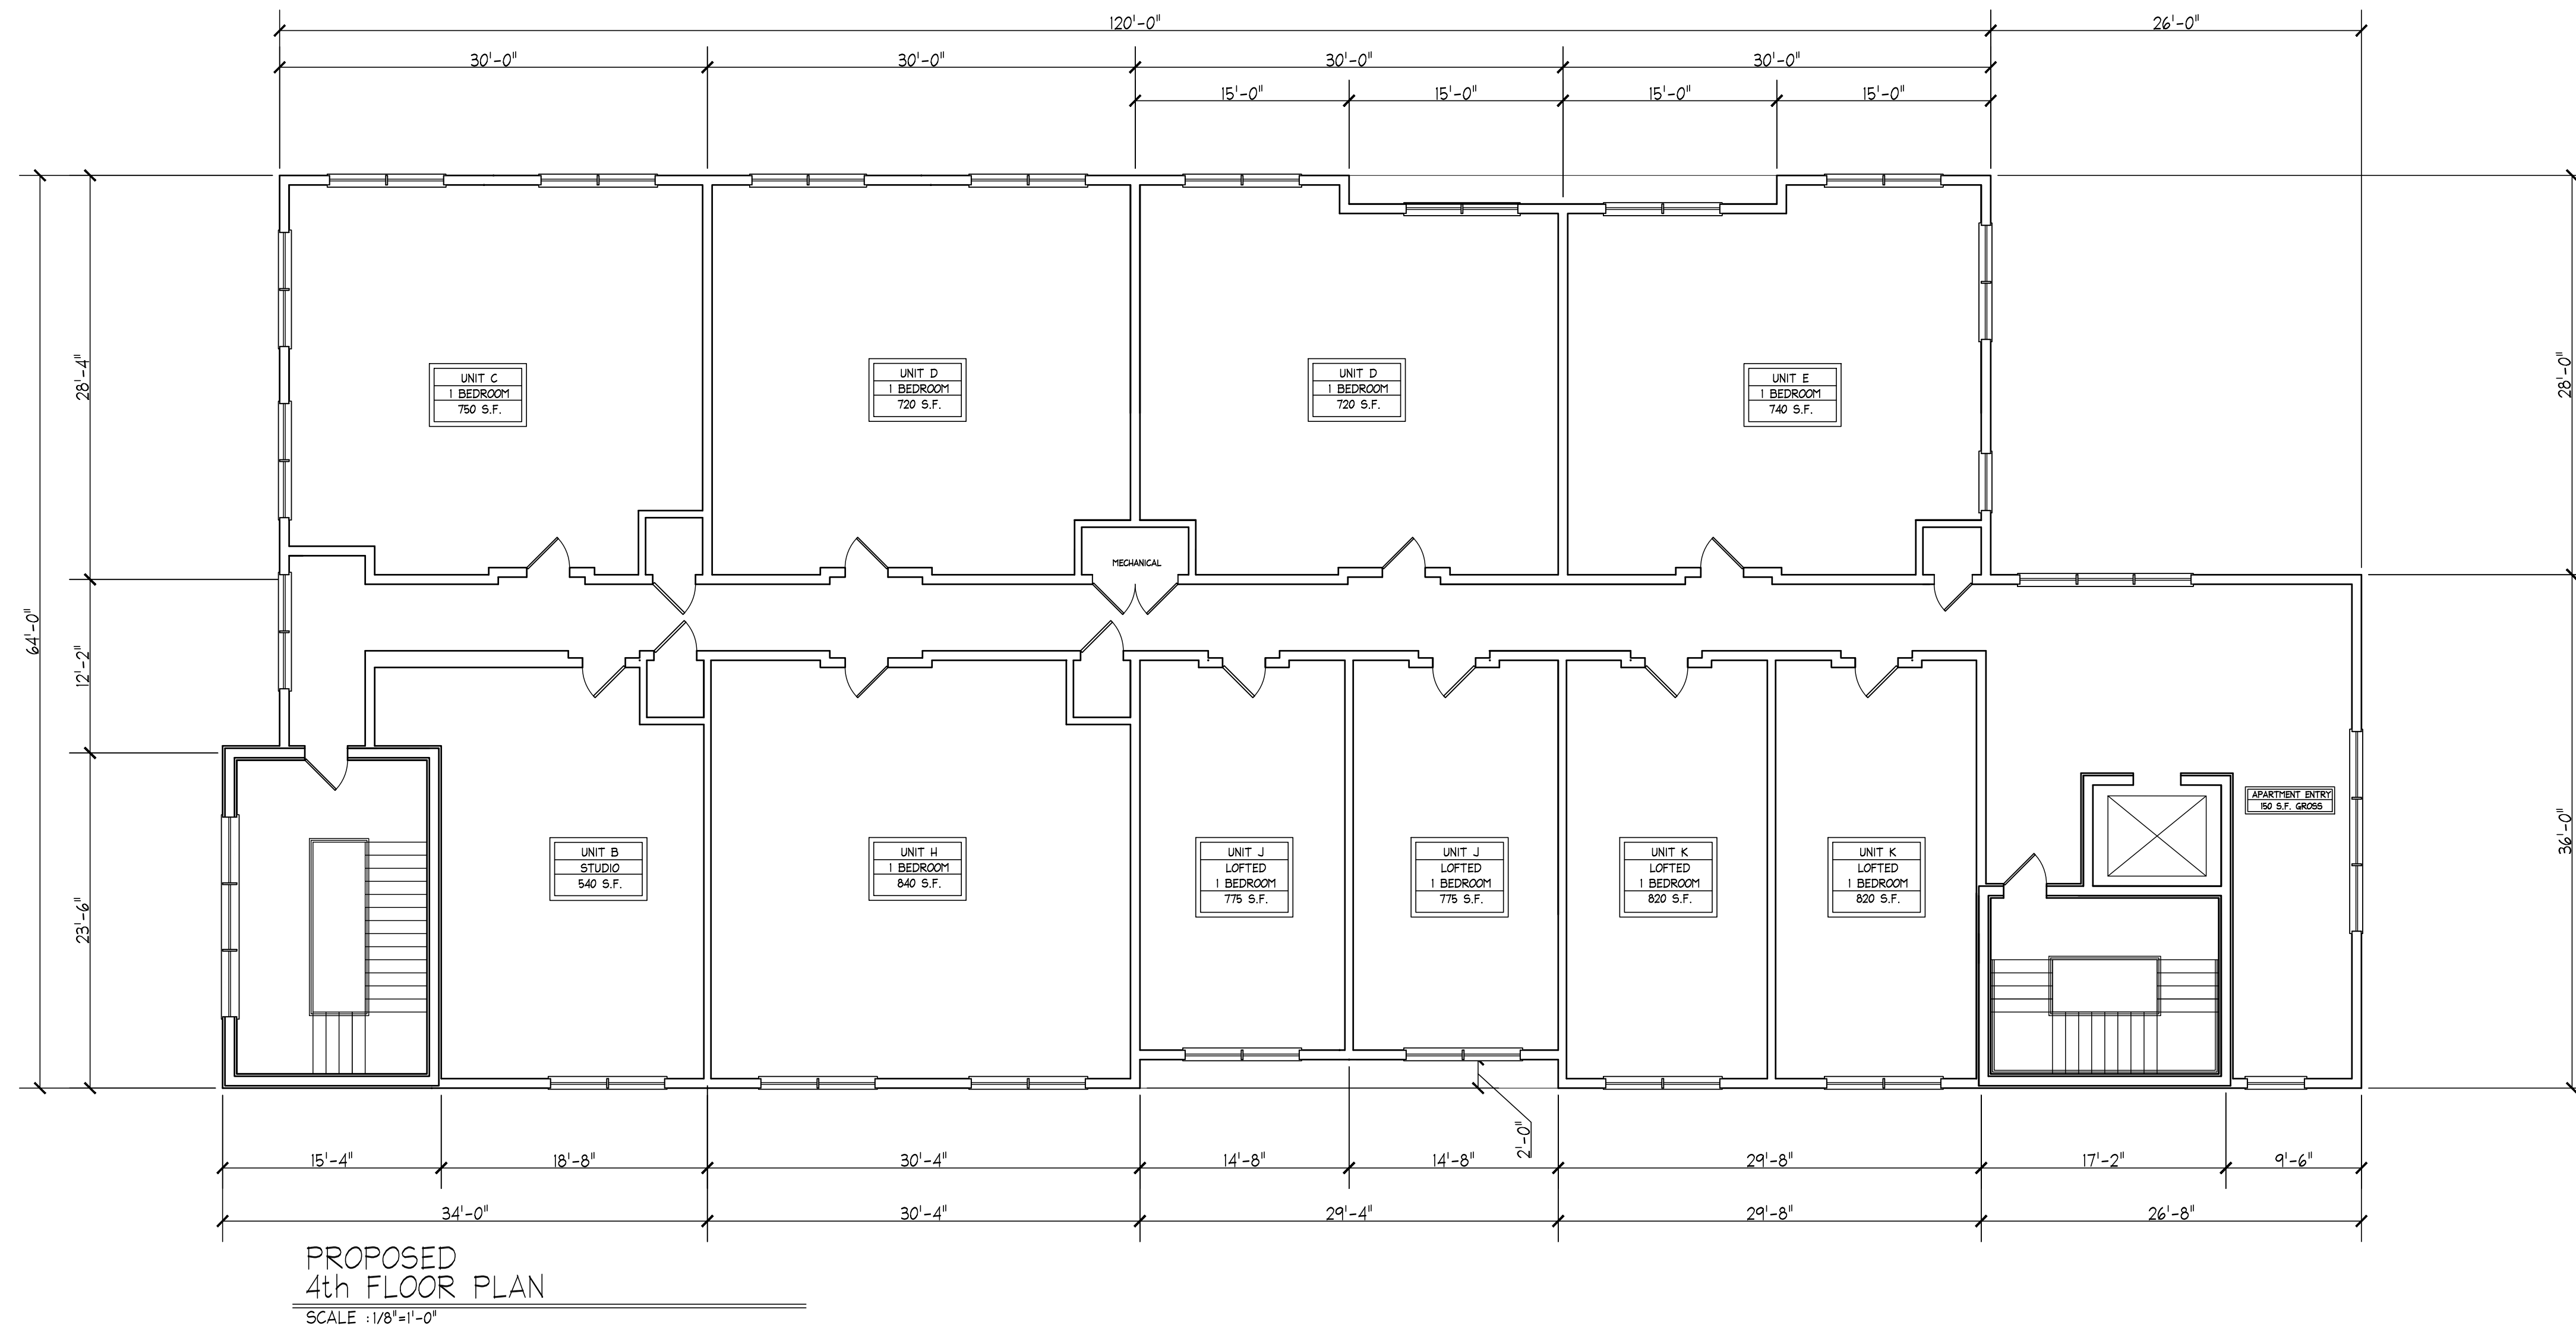 120'-0"
26'-0"
30'-0"
30'-0"
30'-0"
30'-0"
15'-0"
15'-0"
15'-0"
15'-0"
64'-0"
28'-4"
12'-2"
23'-6"
28'-0"
36'-0"
UNIT C
1 BEDROOM
750 S.F.
UNIT D
1 BEDROOM
720 S.F.
UNIT D
1 BEDROOM
720 S.F.
UNIT E
1 BEDROOM
740 S.F.
MECHANICAL
UNIT B
STUDIO
540 S.F.
UNIT H
1 BEDROOM
840 S.F.
UNIT J
LOFTED
1 BEDROOM
775 S.F.
UNIT J
LOFTED
1 BEDROOM
775 S.F.
UNIT K
LOFTED
1 BEDROOM
820 S.F.
UNIT K
LOFTED
1 BEDROOM
820 S.F.
APARTMENT ENTRY
150 S.F. GROSS
2'-0"
15'-4"
18'-8"
30'-4"
14'-8"
14'-8"
29'-8"
17'-2"
9'-6"
34'-0"
30'-4"
29'-4"
29'-8"
26'-8"
PROPOSED
4th FLOOR PLAN
SCALE :1/8"=1'-0"